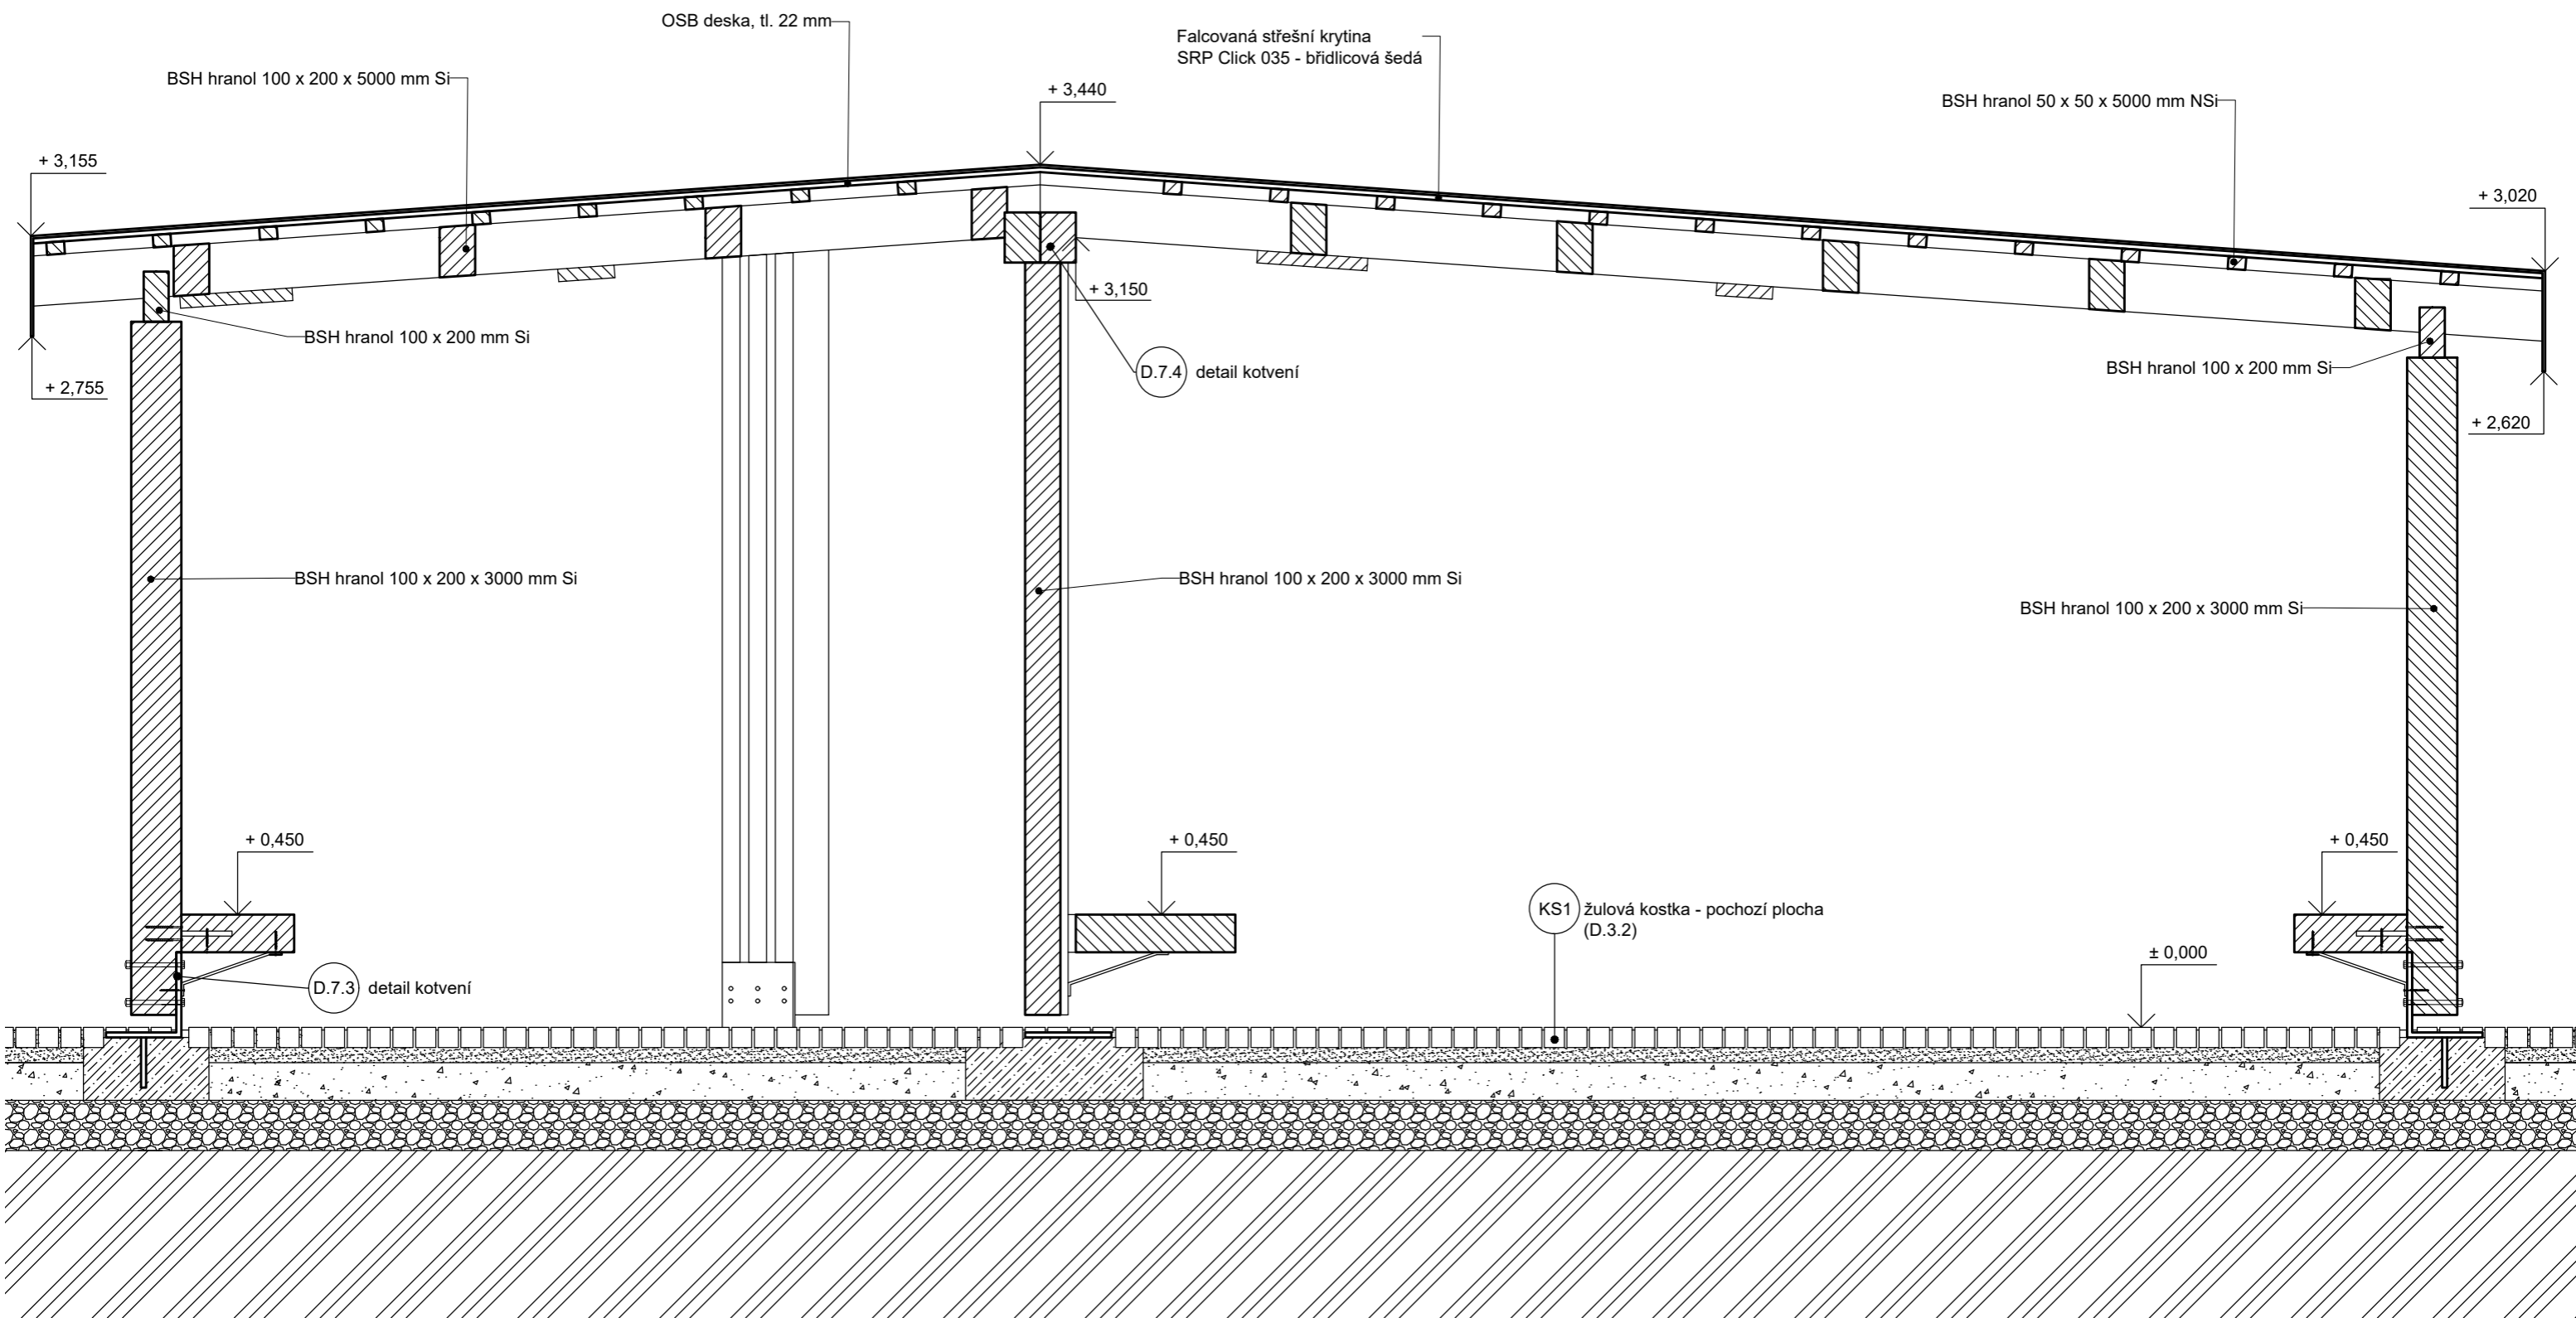 OSB deska, tl. 22 mm
Falcovaná střešní krytina
SRP Click 035 - břidlicová šedá
BSH hranol 100 x 200 x 5000 mm Si
+ 3,440
BSH hranol 50 x 50 x 5000 mm NSi
+ 3,155
+ 3,020
+ 3,150
BSH hranol 100 x 200 mm Si
D.7.4 detail kotvení
BSH hranol 100 x 200 mm Si
+ 2,755
+ 2,620
BSH hranol 100 x 200 x 3000 mm Si
BSH hranol 100 x 200 x 3000 mm Si
BSH hranol 100 x 200 x 3000 mm Si
+ 0,450
+ 0,450
+ 0,450
KS1 žulová kostka - pochozí plocha
(D.3.2)
± 0,000
D.7.3 detail kotvení